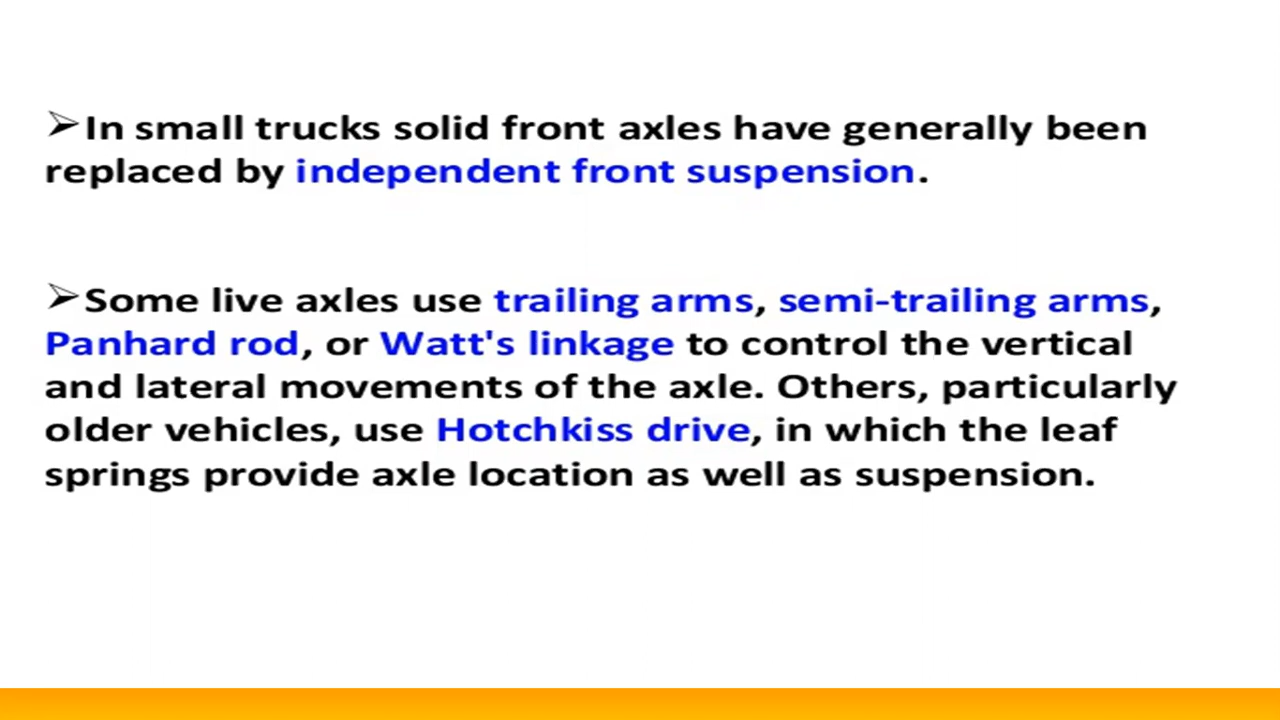 ➢In small trucks solid front axles have generally been
replaced by independent front suspension.
➢Some live axles use trailing arms, semi-trailing arms,
Panhard rod, or Watt's linkage to control the vertical
and lateral movements of the axle. Others, particularly
older vehicles, use Hotchkiss drive, in which the leaf
springs provide axle location as well as suspension.